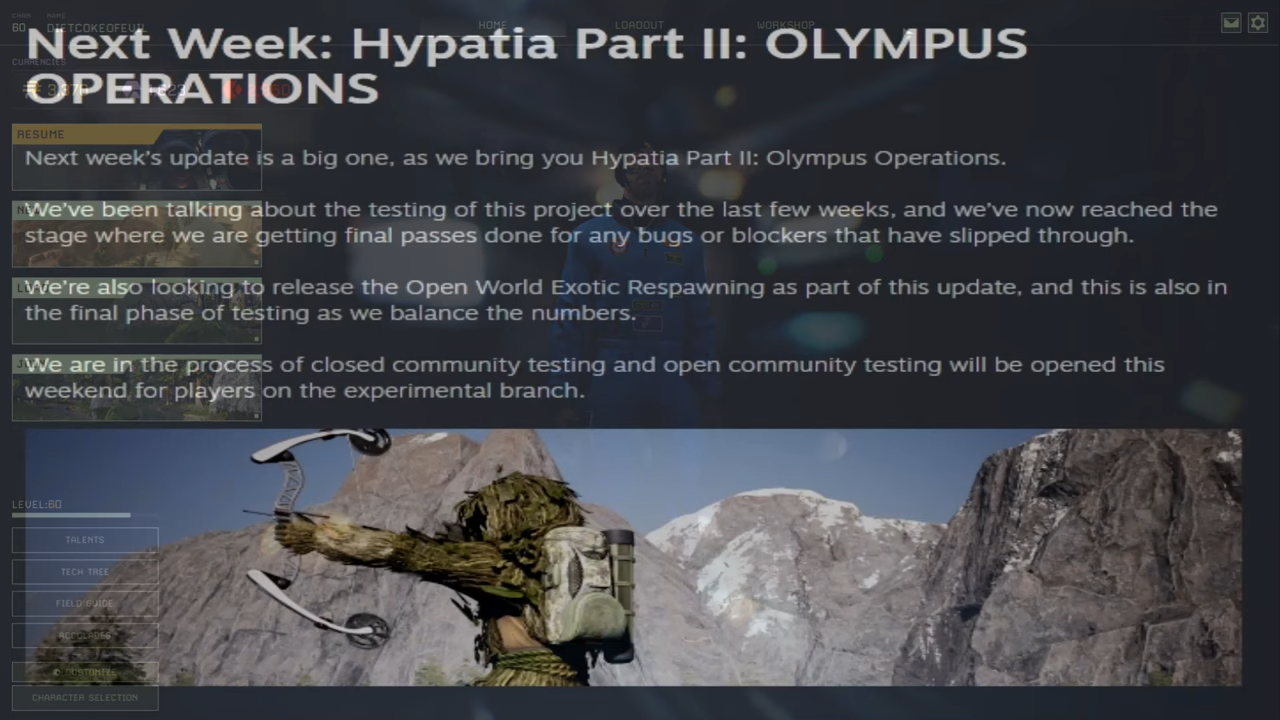 CHAR NAME
60 DIETCOKEOFEVIL
HOME
LOADOUT
WORKSHOP
Next Week: Hypatia Part II: OLYMPUS
OPERATIONS
CURRENCIES
RESUME
Next week's update is a big one, as we bring you Hypatia Part II: Olympus Operations.
We've been talking about the testing of this project over the last few weeks, and we've now reached the
stage where we are getting final passes done for any bugs or blockers that have slipped through.
We're also looking to release the Open World Exotic Respawning as part of this update, and this is also in
the final phase of testing as we balance the numbers.
We are in the process of closed community testing and open community testing will be opened this
weekend for players on the experimental branch.
LEVEL:60
TALENTS
TECH TREE
FIELD GUIDE
ACCOLADES
CUSTOMIZE
CHARACTER SELECTION